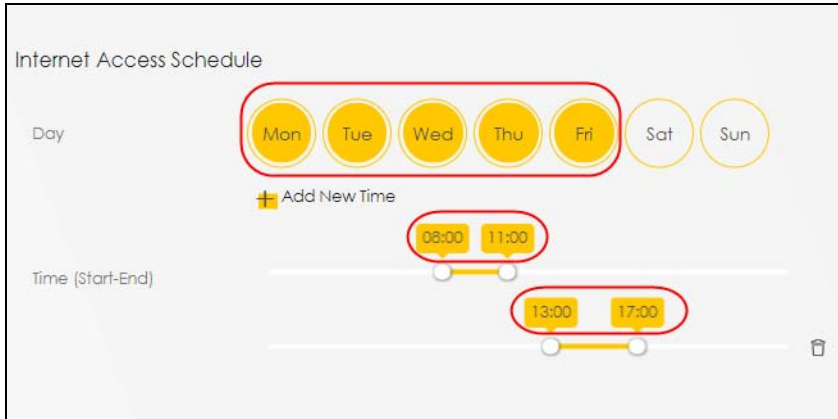 Internet Access Schedule
Day
Mon Tue Wed Thu Fri Sat Sun
Add New Time
08:00 11:00
Time (Start-End)
13:00 17:00